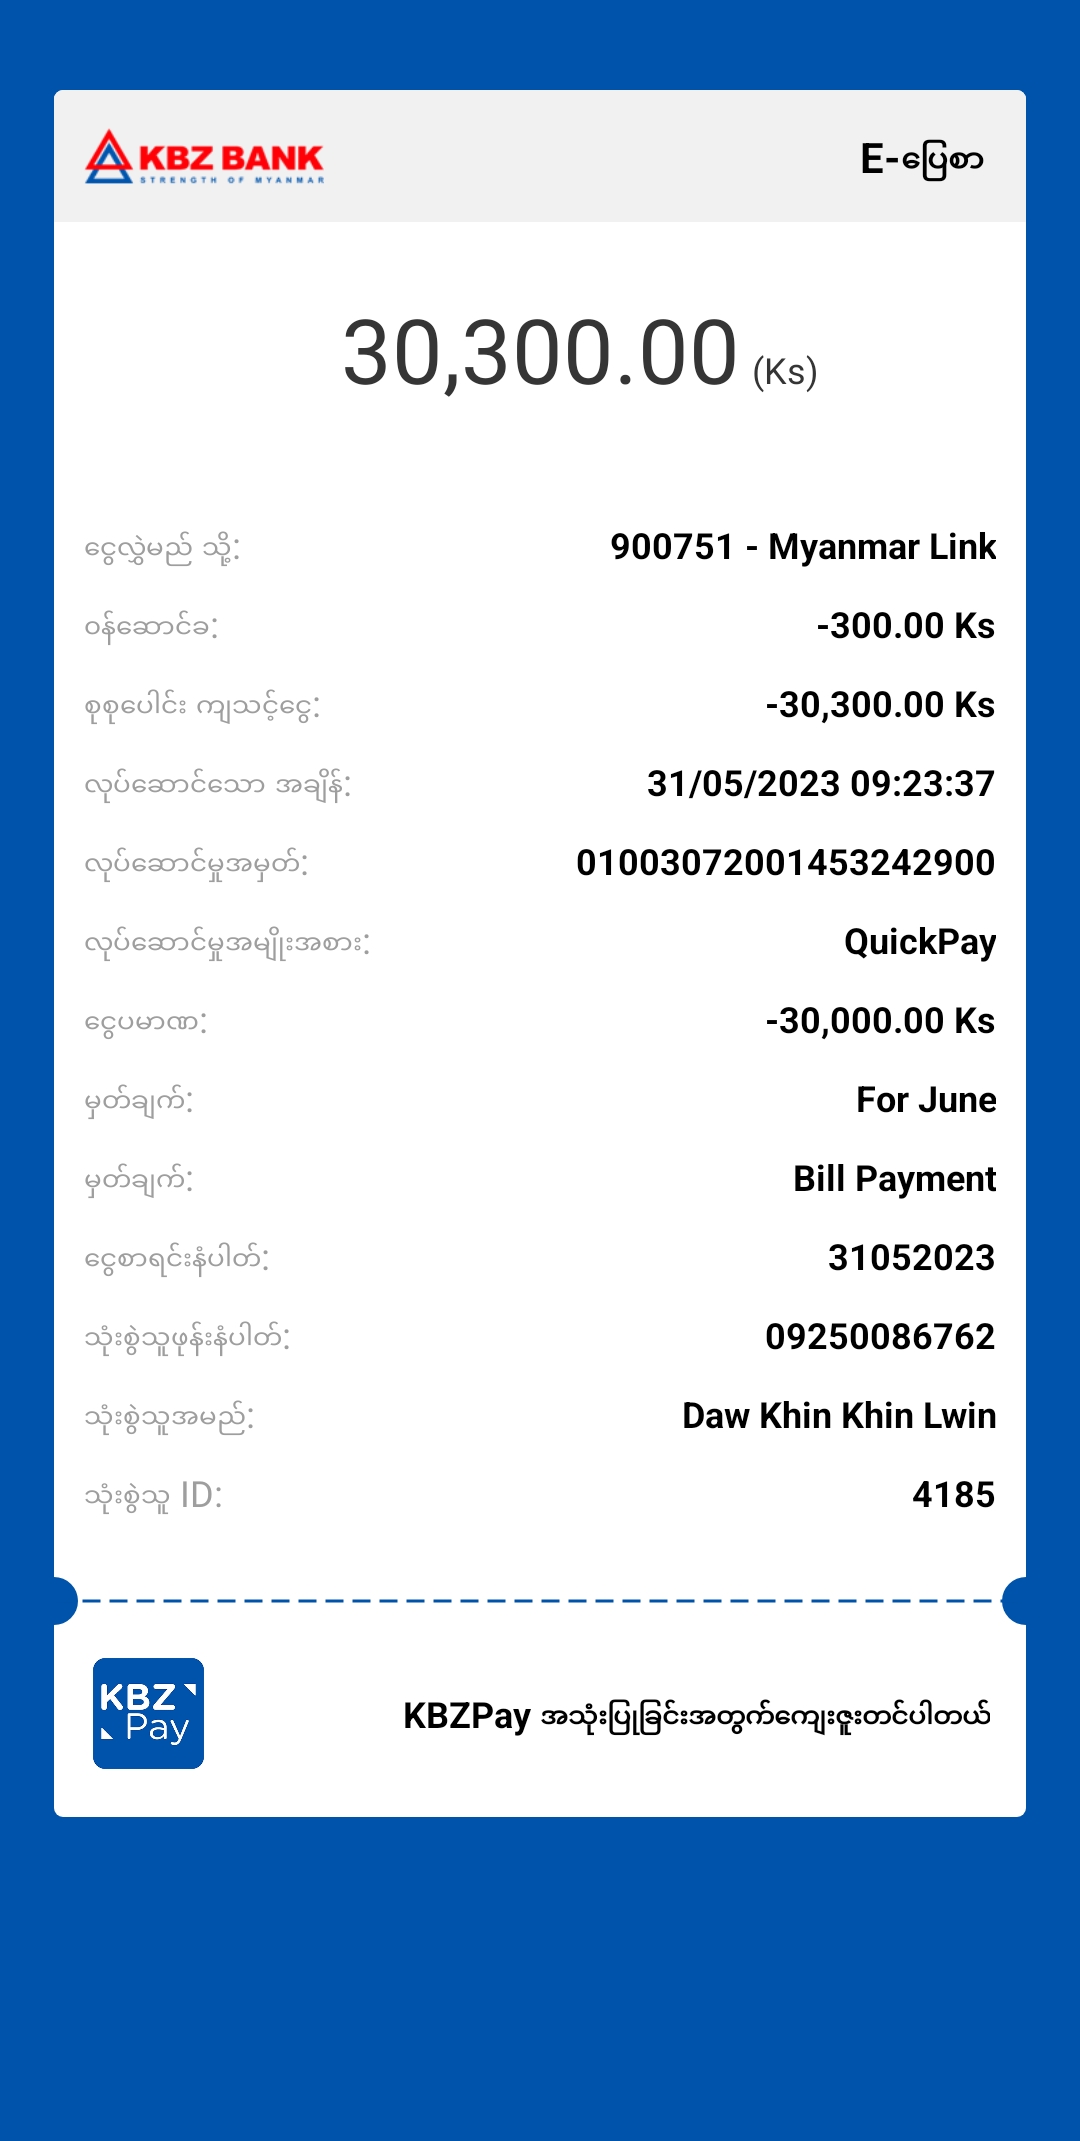 KBZ BANK
STRENGTH OF MYANMAR
E-ပြေစာ
30,300.00 (Ks)
ငွေလွှဲမည် သို့: 900751 - Myanmar Link
ဝန်ဆောင်ခ: -300.00 Ks
စုစုပေါင်း ကျသင့်ငွေ: -30,300.00 Ks
လုပ်ဆောင်သော အချိန်: 31/05/2023 09:23:37
လုပ်ဆောင်မှုအမှတ်: 01003072001453242900
လုပ်ဆောင်မှုအမျိုးအစား: QuickPay
ငွေပမာဏ: -30,000.00 Ks
မှတ်ချက်: For June
မှတ်ချက်: Bill Payment
ငွေစာရင်းနံပါတ်: 31052023
သုံးစွဲသူဖုန်းနံပါတ်: 09250086762
သုံးစွဲသူအမည်: Daw Khin Khin Lwin
သုံးစွဲသူ ID: 4185
KBZ
Pay
KBZPay အသုံးပြုခြင်းအတွက်ကျေးဇူးတင်ပါတယ်